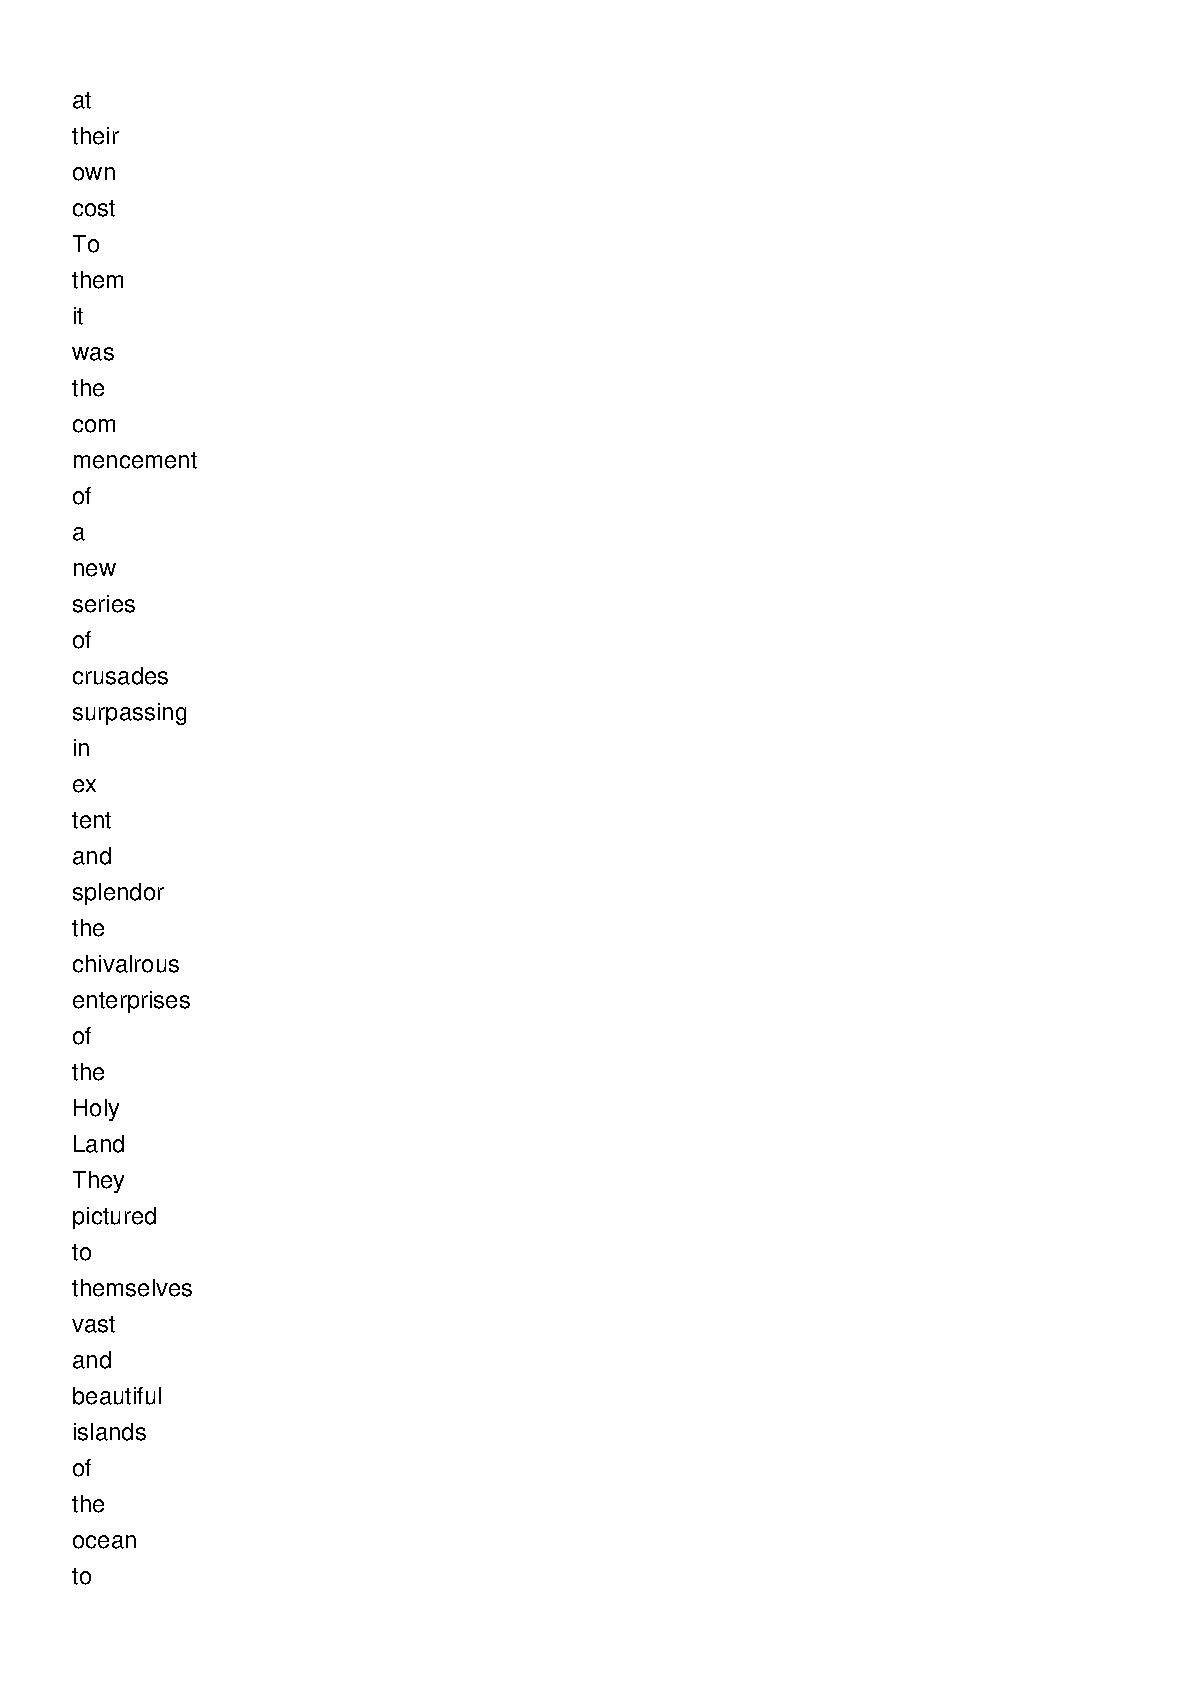 at
their
own
cost
To
them
it
was
the
com
mencement
of
a
new
series
of
crusades
surpassing
in
ex
tent
and
splendor
the
chivalrous
enterprises
of
the
Holy
Land
They
pictured
to
themselves
vast
and
beautiful
islands
of
the
ocean
to